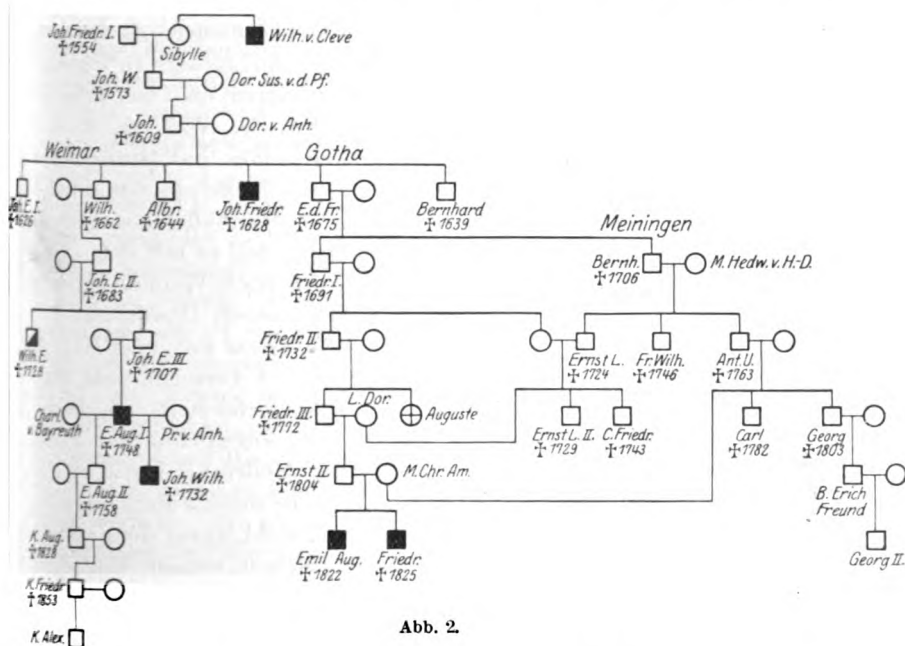 Joh. Friedr. I.
✝1554
Sibylle
Wilh. v. Cleve
Joh. W.
✝1573
Dor. Sus. v. d. Pf.
Joh.
✝1609
Dor. v. Anh.
Weimar
Gotha
Joh. E. I.
✝1626
Wilh.
✝1662
Albr.
✝1644
Joh. Friedr.
✝1628
E. d. Fr.
✝1675
Bernhard
✝1639
Meiningen
Joh. E. II.
✝1683
Friedr. I.
✝1691
Bernh.
✝1706
M. Hedw. v. H.-D.
Wilh. E.
✝1728
Joh. E. III.
✝1707
Friedr. II.
✝1732
Ernst L.
✝1724
Fr. Wilh.
✝1746
Ant. U.
✝1763
Charl.
v. Bayreuth
E. Aug. I.
✝1748
Pr. v. Anh.
Friedr. III.
✝1772
L. Dor.
Auguste
Ernst L. II.
✝1729
C. Friedr.
✝1743
Carl
✝1782
Georg
✝1803
E. Aug. II.
✝1758
Joh. Wilh.
✝1732
Ernst II.
✝1804
M. Chr. Am.
B. Erich
Freund
K. Aug.
✝1828
Emil Aug.
✝1822
Friedr.
✝1825
Georg II.
K. Friedr.
✝1853
K. Alex.
Abb. 2.